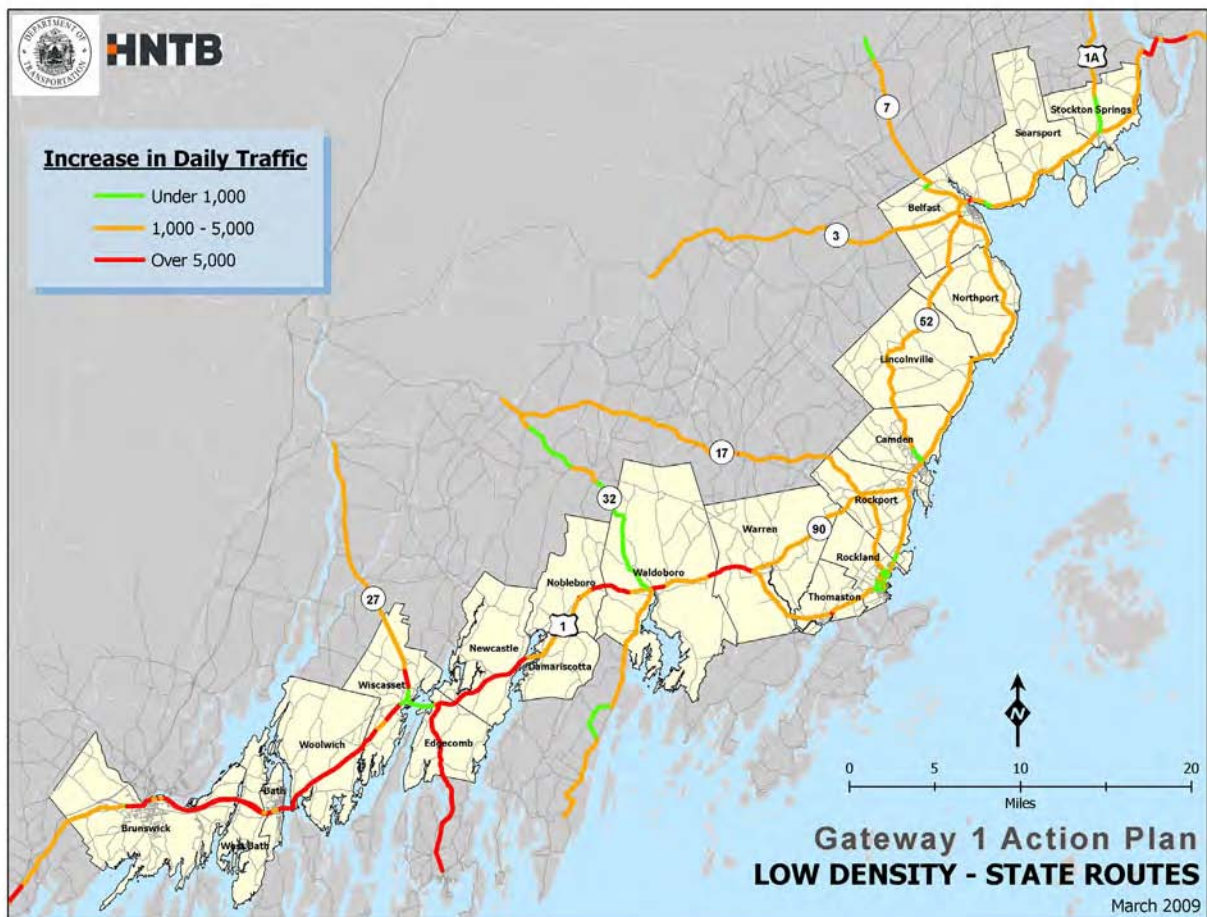 DEPARTMENT OF
TRANSPORTATION
HNTB
Increase in Daily Traffic
Under 1,000
1,000 - 5,000
Over 5,000
1A
Stockton Springs
7
Searsport
Belfast
3
Northport
52
Lincolnville
Camden
17
Rockport
32
Warren
90
Rockland
Waldoboro
Nobleboro
Thomaston
27
1
Newcastle
Damariscotta
Wiscasset
Edgecomb
Woolwich
Bath
Brunswick
West Bath
N
0 5 10 20
Miles
Gateway 1 Action Plan
LOW DENSITY - STATE ROUTES
March 2009